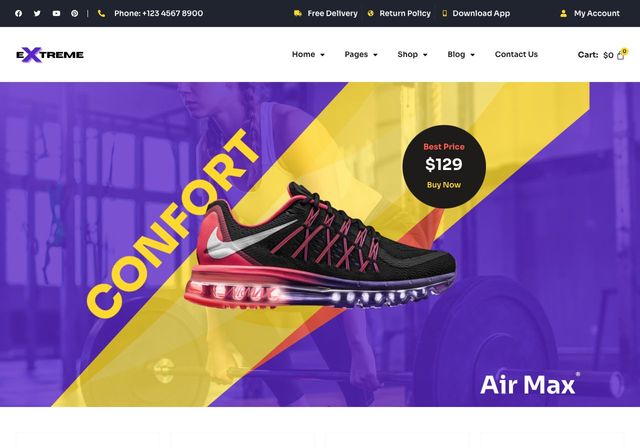 Phone: +123 4567 8900
Free Delivery
Return Policy
Download App
My Account
EXTREME
Home
Pages
Shop
Blog
Contact Us
Cart: $0
0
CONFORT
Best Price
$129
Buy Now
Air Max®